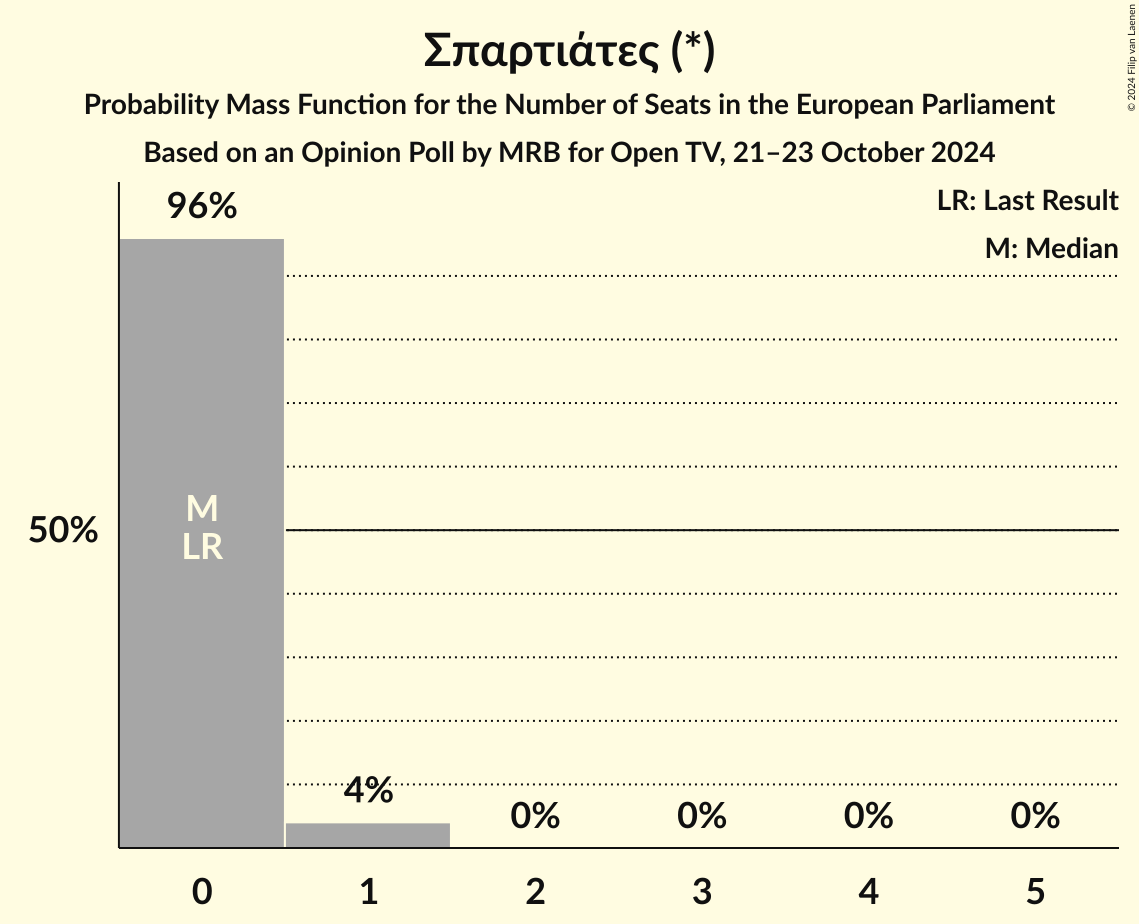 Σπαρτιάτες (*)
Probability Mass Function for the Number of Seats in the European Parliament
Based on an Opinion Poll by MRB for Open TV, 21–23 October 2024
© 2024 Filip van Laenen
LR: Last Result
M: Median
96%
M
LR
50%
4%
0%
0%
0%
0%
0
1
2
3
4
5